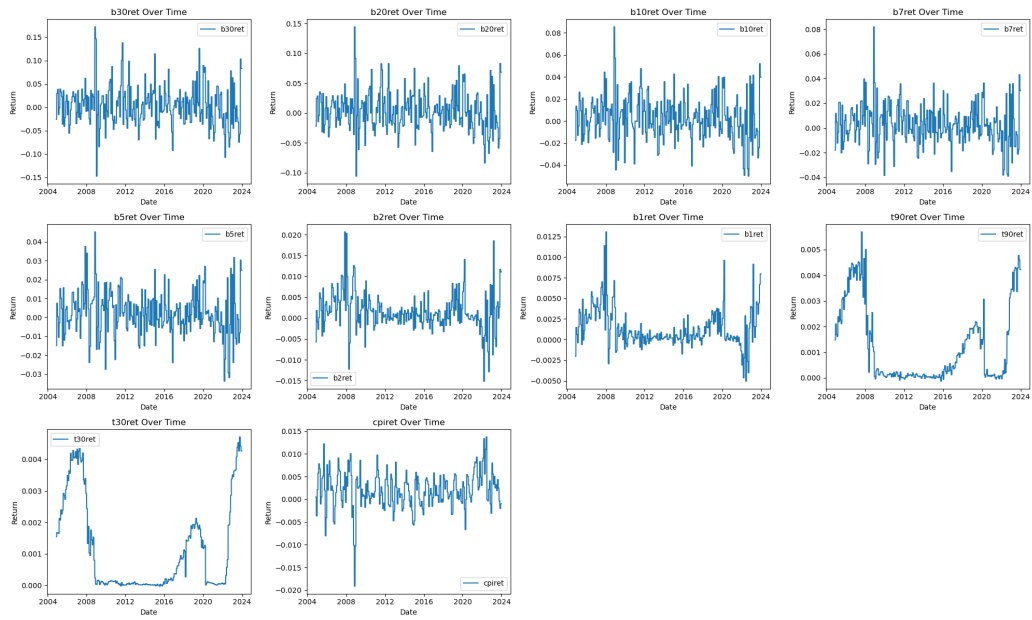 b30ret Over Time
b30ret
Return
0.15
0.10
0.05
0.00
−0.05
−0.10
−0.15
2004 2008 2012 2016 2020 2024
Date
b20ret Over Time
b20ret
Return
0.15
0.10
0.05
0.00
−0.05
−0.10
2004 2008 2012 2016 2020 2024
Date
b10ret Over Time
b10ret
Return
0.08
0.06
0.04
0.02
0.00
−0.02
−0.04
2004 2008 2012 2016 2020 2024
Date
b7ret Over Time
b7ret
Return
0.08
0.06
0.04
0.02
0.00
−0.02
−0.04
2004 2008 2012 2016 2020 2024
Date
b5ret Over Time
b5ret
Return
0.04
0.03
0.02
0.01
0.00
−0.01
−0.02
−0.03
2004 2008 2012 2016 2020 2024
Date
b2ret Over Time
b2ret
Return
0.020
0.015
0.010
0.005
0.000
−0.005
−0.010
−0.015
2004 2008 2012 2016 2020 2024
Date
b1ret Over Time
b1ret
Return
0.0125
0.0100
0.0075
0.0050
0.0025
0.0000
−0.0025
−0.0050
2004 2008 2012 2016 2020 2024
Date
t90ret Over Time
t90ret
Return
0.005
0.004
0.003
0.002
0.001
0.000
2004 2008 2012 2016 2020 2024
Date
t30ret Over Time
t30ret
Return
0.004
0.003
0.002
0.001
0.000
2004 2008 2012 2016 2020 2024
Date
cpiret Over Time
cpiret
Return
0.015
0.010
0.005
0.000
−0.005
−0.010
−0.015
−0.020
2004 2008 2012 2016 2020 2024
Date